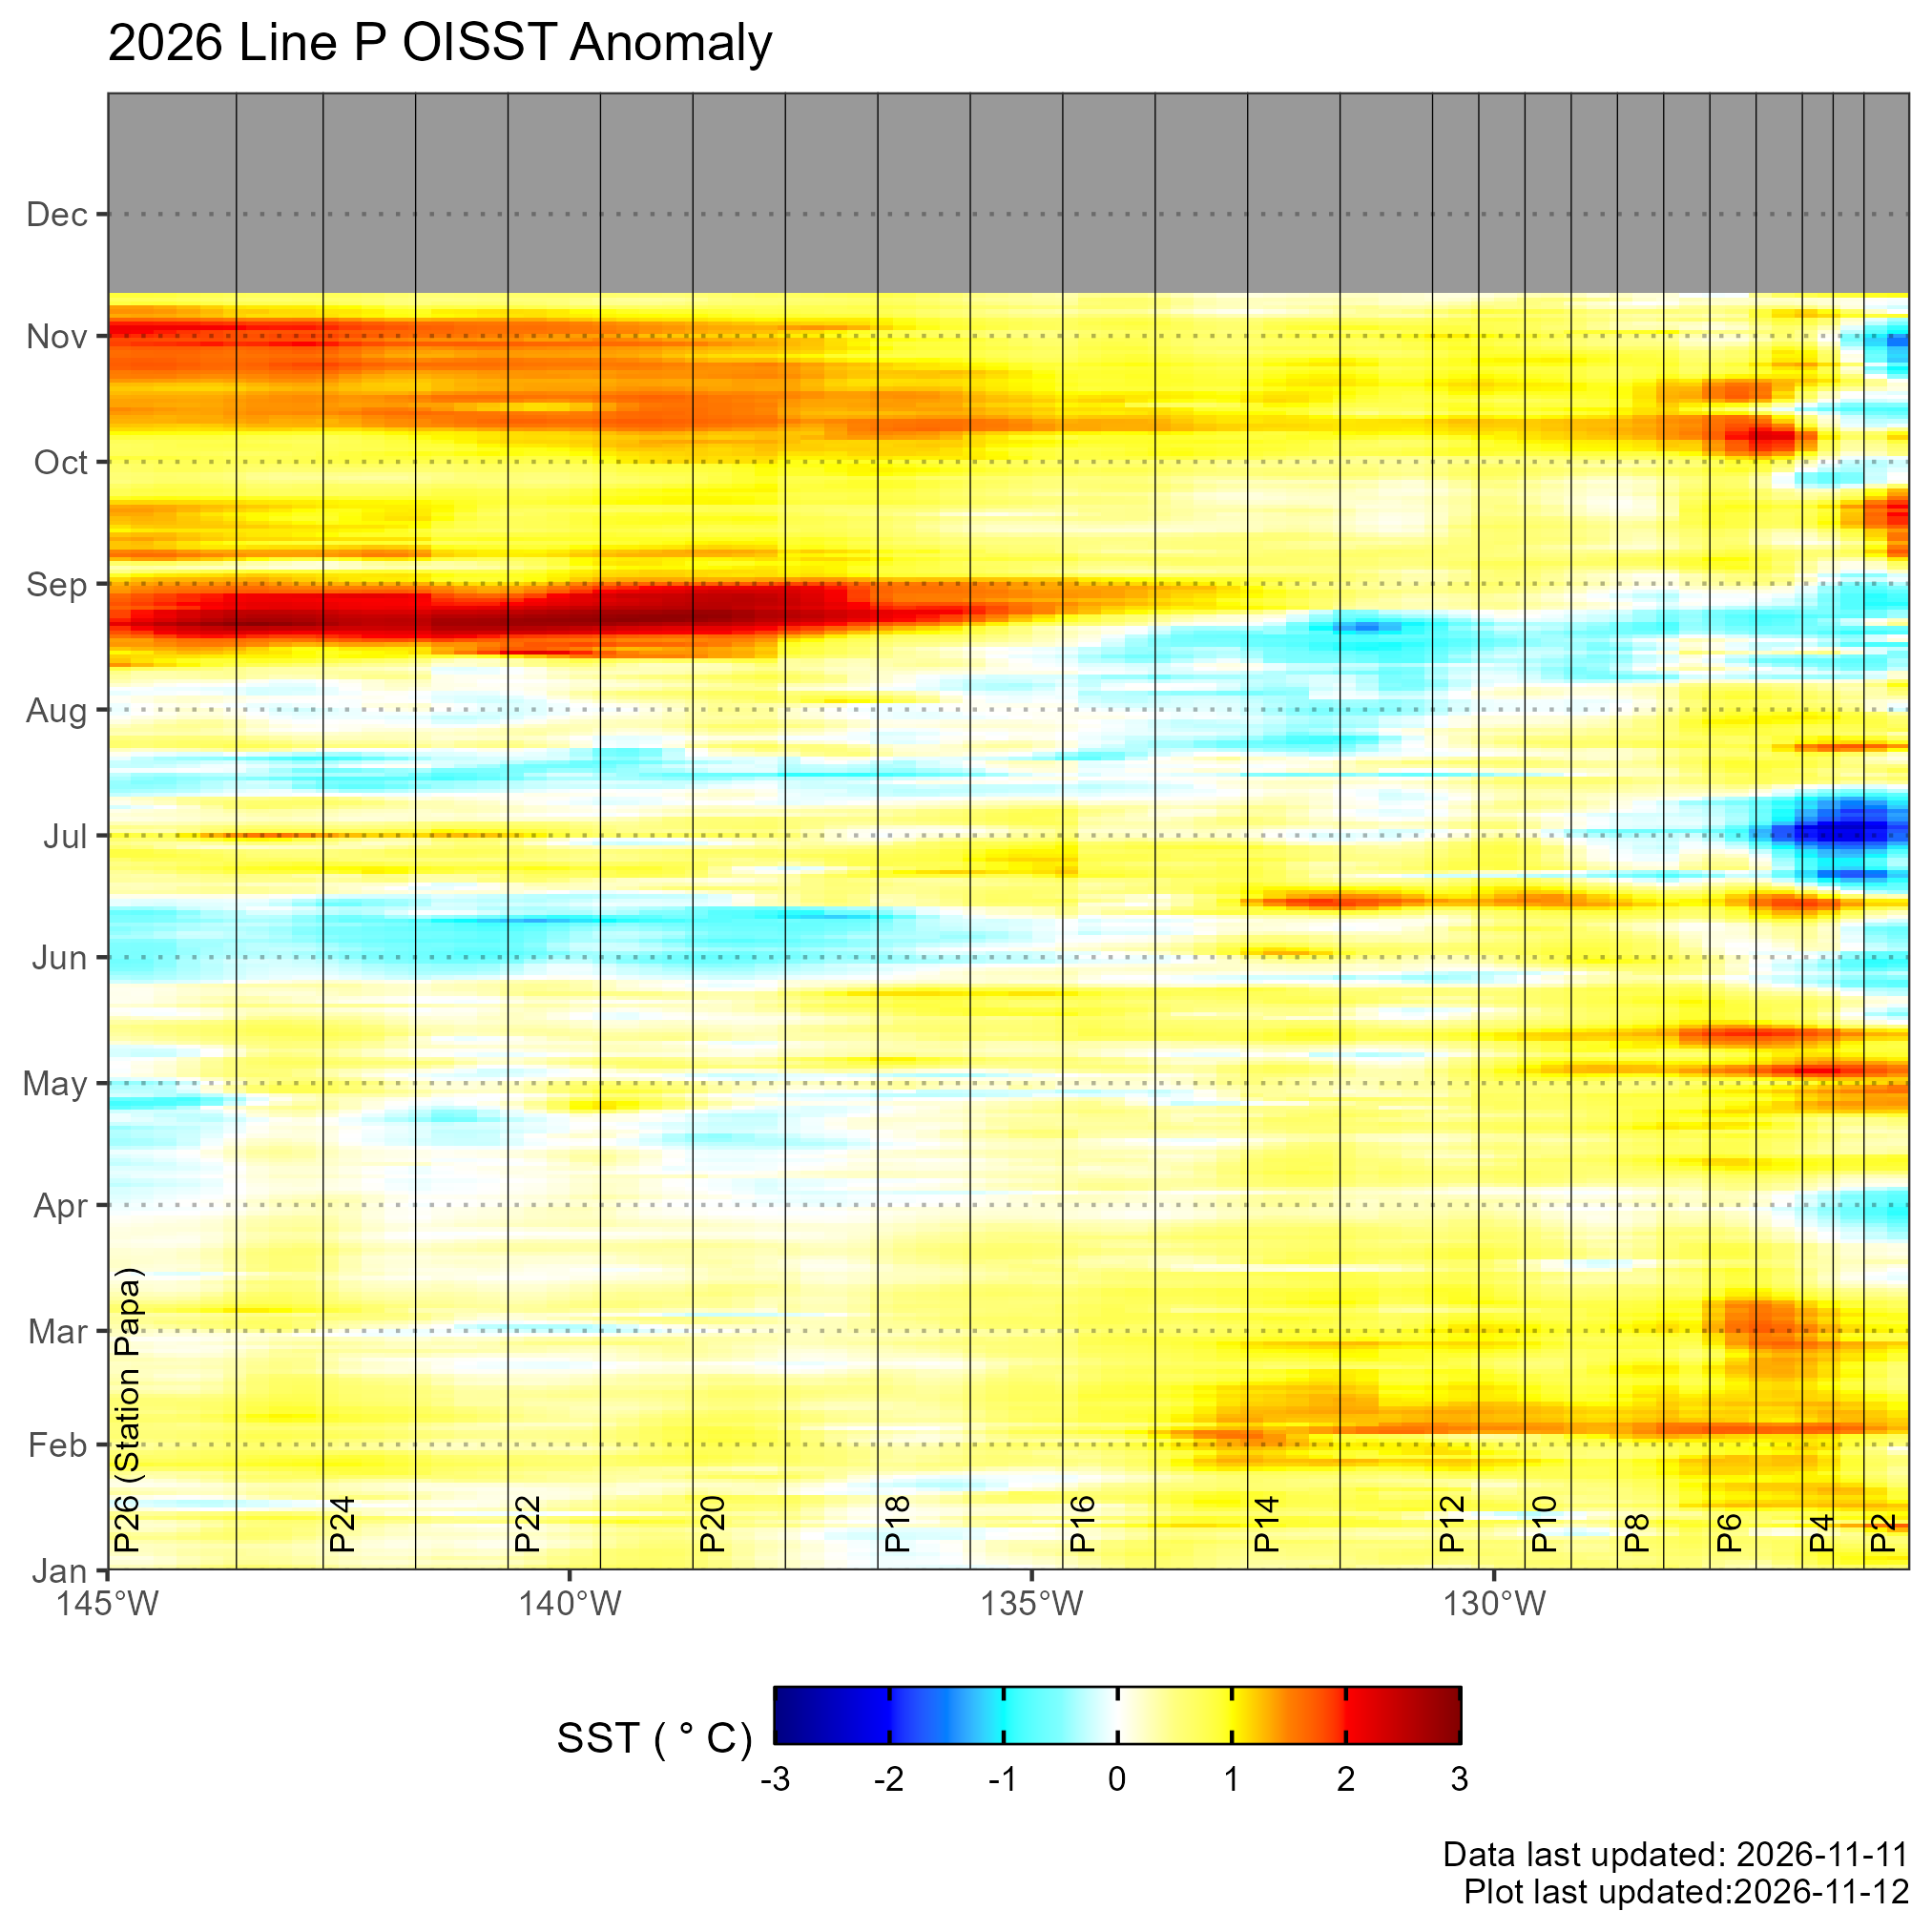 2026 Line P OISST Anomaly
Dec
Nov
Oct
Sep
Aug
Jul
Jun
May
Apr
Mar
Feb
Jan
P26 (Station Papa)
P24
P22
P20
P18
P16
P14
P12
P10
P8
P6
P4
P2
145°W
140°W
135°W
130°W
SST ( ° C)
-3
-2
-1
0
1
2
3
Data last updated: 2026-11-11
Plot last updated:2026-11-12